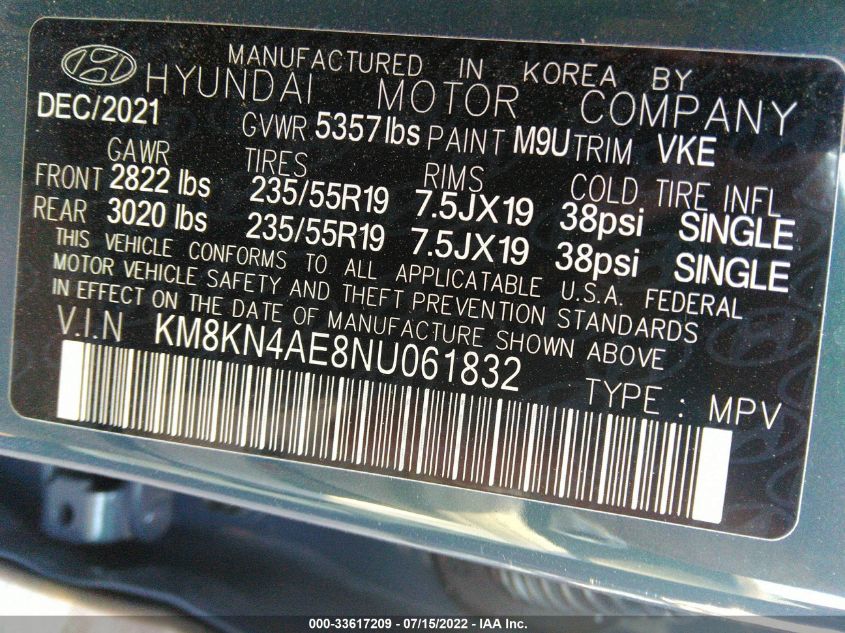 MANUFACTURED IN KOREA BY
HYUNDAI MOTOR COMPANY
DEC/2021 GVWR 5357 lbs PAINT M9U TRIM VKE
GAWR TIRES RIMS COLD TIRE INFL
FRONT 2822 lbs 235/55R19 7.5JX19 38psi SINGLE
REAR 3020 lbs 235/55R19 7.5JX19 38psi SINGLE
THIS VEHICLE CONFORMS TO ALL APPLICATABLE U.S.A. FEDERAL
MOTOR VEHICLE SAFETY AND THEFT PREVENTION STANDARDS
IN EFFECT ON THE DATE OF MANUFACTURE SHOWN ABOVE
V.I.N KM8KN4AE8NU061832
TYPE : MPV
000-33617209 - 07/15/2022 - IAA Inc.